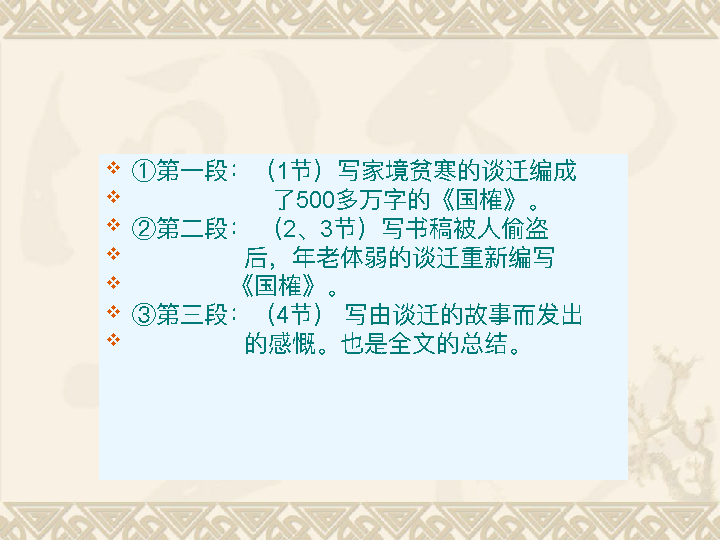 ①第一段：（1节）写家境贫寒的谈迁编成
了500多万字的《国榷》。
②第二段：（2、3节）写书稿被人偷盗
后，年老体弱的谈迁重新编写
《国榷》。
③第三段：（4节） 写由谈迁的故事而发出
的感慨。也是全文的总结。